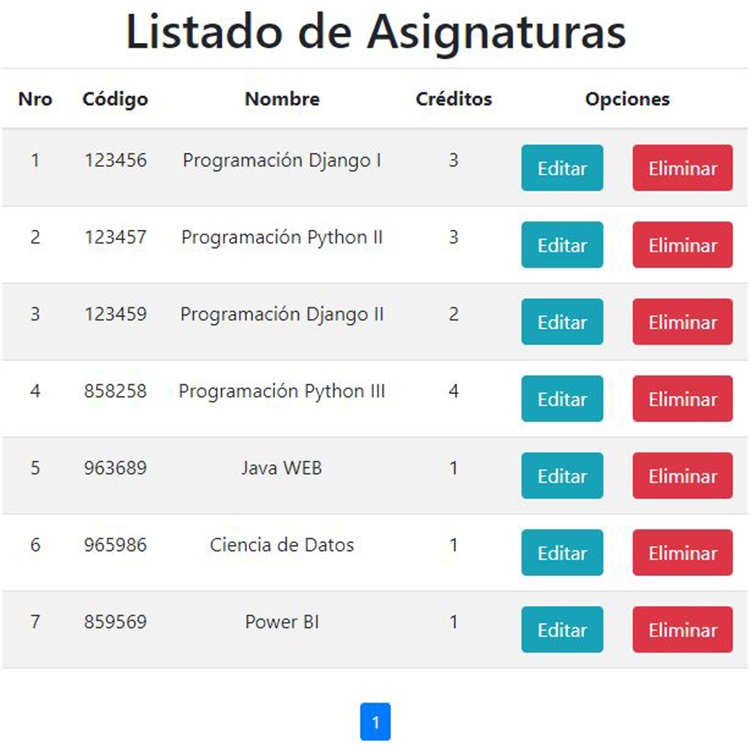 Listado de Asignaturas
Nro Código Nombre Créditos Opciones
1 123456 Programación Django I 3 Editar Eliminar
2 123457 Programación Python II 3 Editar Eliminar
3 123459 Programación Django II 2 Editar Eliminar
4 858258 Programación Python III 4 Editar Eliminar
5 963689 Java WEB 1 Editar Eliminar
6 965986 Ciencia de Datos 1 Editar Eliminar
7 859569 Power BI 1 Editar Eliminar
1